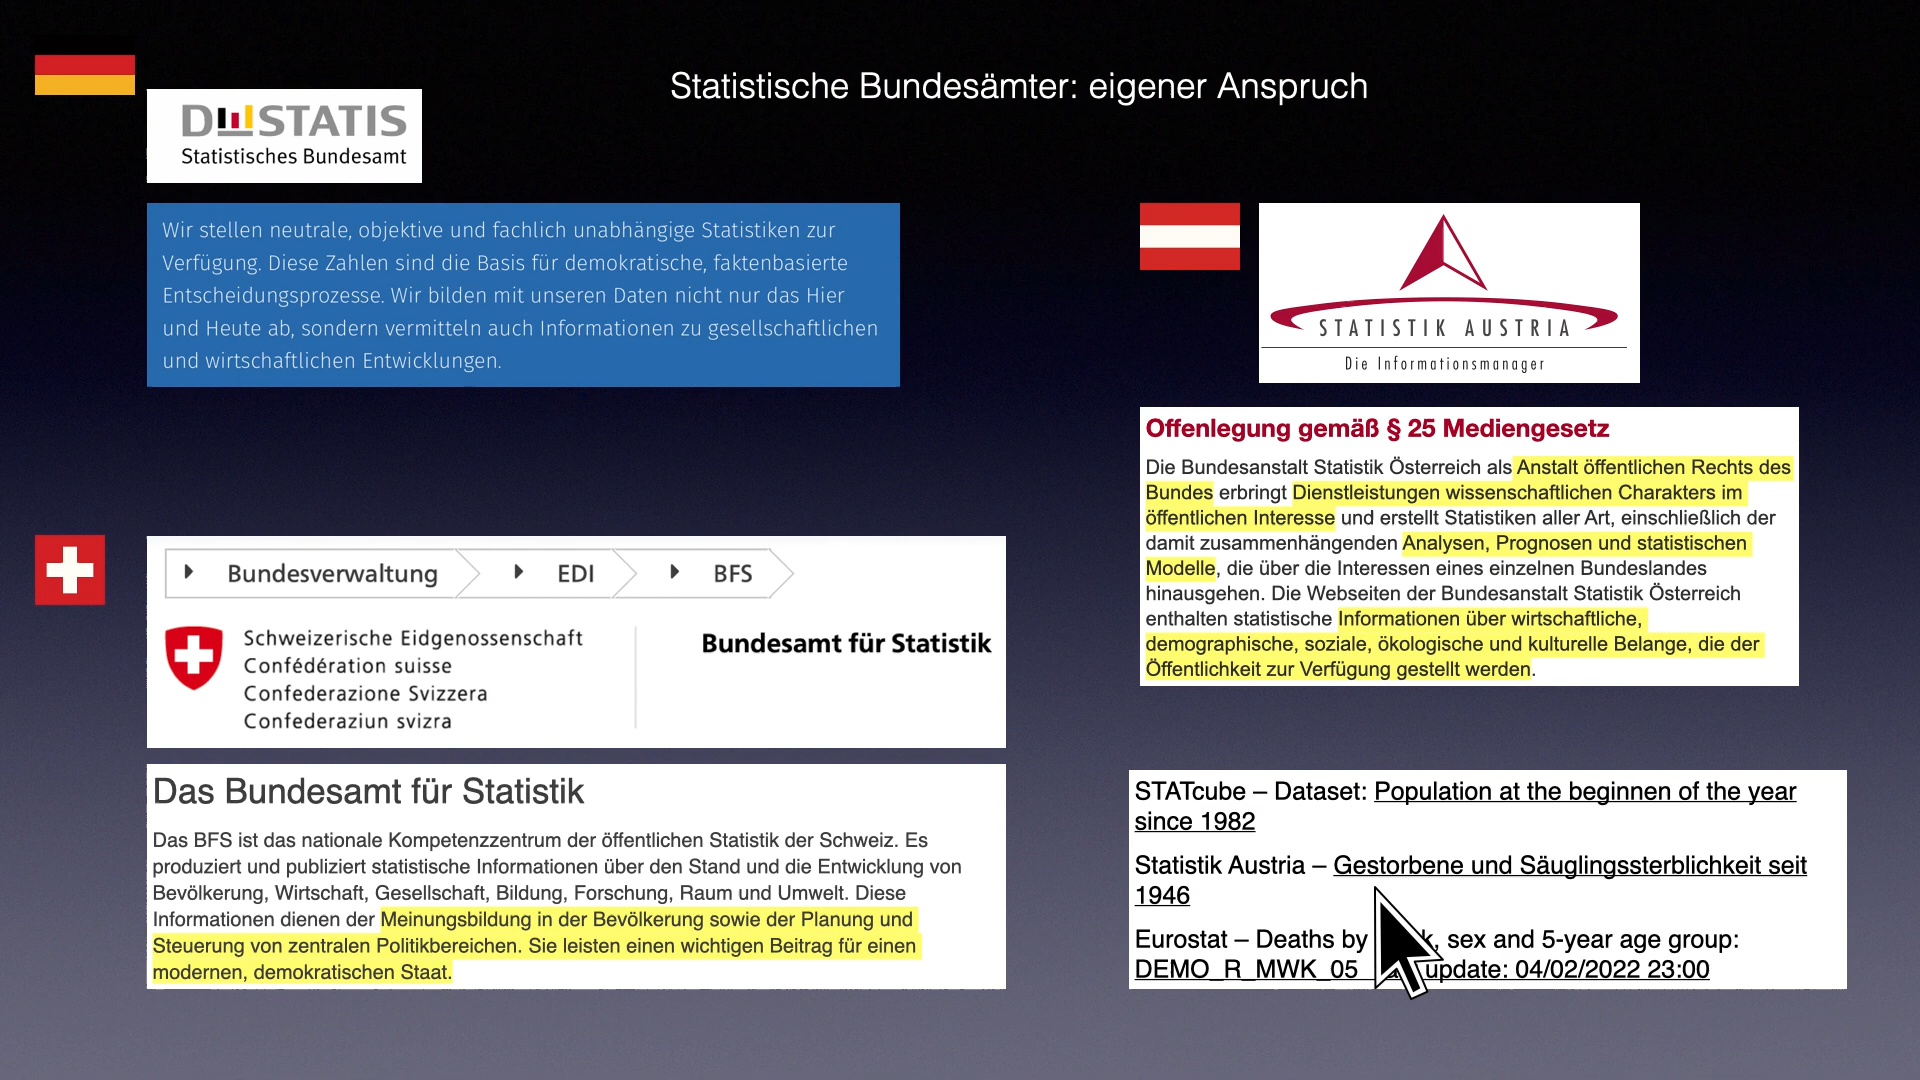 Statistische Bundesämter: eigener Anspruch
DESTATIS
Statistisches Bundesamt
Wir stellen neutrale, objektive und fachlich unabhängige Statistiken zur
Verfügung. Diese Zahlen sind die Basis für demokratische, faktenbasierte
Entscheidungsprozesse. Wir bilden mit unseren Daten nicht nur das Hier
und Heute ab, sondern vermitteln auch Informationen zu gesellschaftlichen
und wirtschaftlichen Entwicklungen.
Bundesverwaltung EDI BFS
Schweizerische Eidgenossenschaft
Confédération suisse
Confederazione Svizzera
Confederaziun svizra
Bundesamt für Statistik
Das Bundesamt für Statistik
Das BFS ist das nationale Kompetenzzentrum der öffentlichen Statistik der Schweiz. Es
produziert und publiziert statistische Informationen über den Stand und die Entwicklung von
Bevölkerung, Wirtschaft, Gesellschaft, Bildung, Forschung, Raum und Umwelt. Diese
Informationen dienen der Meinungsbildung in der Bevölkerung sowie der Planung und
Steuerung von zentralen Politikbereichen. Sie leisten einen wichtigen Beitrag für einen
modernen, demokratischen Staat.
STATISTIK AUSTRIA
Die Informationsmanager
Offenlegung gemäß § 25 Mediengesetz
Die Bundesanstalt Statistik Österreich als Anstalt öffentlichen Rechts des
Bundes erbringt Dienstleistungen wissenschaftlichen Charakters im
öffentlichen Interesse und erstellt Statistiken aller Art, einschließlich der
damit zusammenhängenden Analysen, Prognosen und statistischen
Modelle, die über die Interessen eines einzelnen Bundeslandes
hinausgehen. Die Webseiten der Bundesanstalt Statistik Österreich
enthalten statistische Informationen über wirtschaftliche,
demographische, soziale, ökologische und kulturelle Belange, die der
Öffentlichkeit zur Verfügung gestellt werden.
STATcube – Dataset: Population at the beginnen of the year
since 1982
Statistik Austria – Gestorbene und Säuglingssterblichkeit seit
1946
Eurostat – Deaths by sex and 5-year age group:
DEMO_R_MWK_05 update: 04/02/2022 23:00